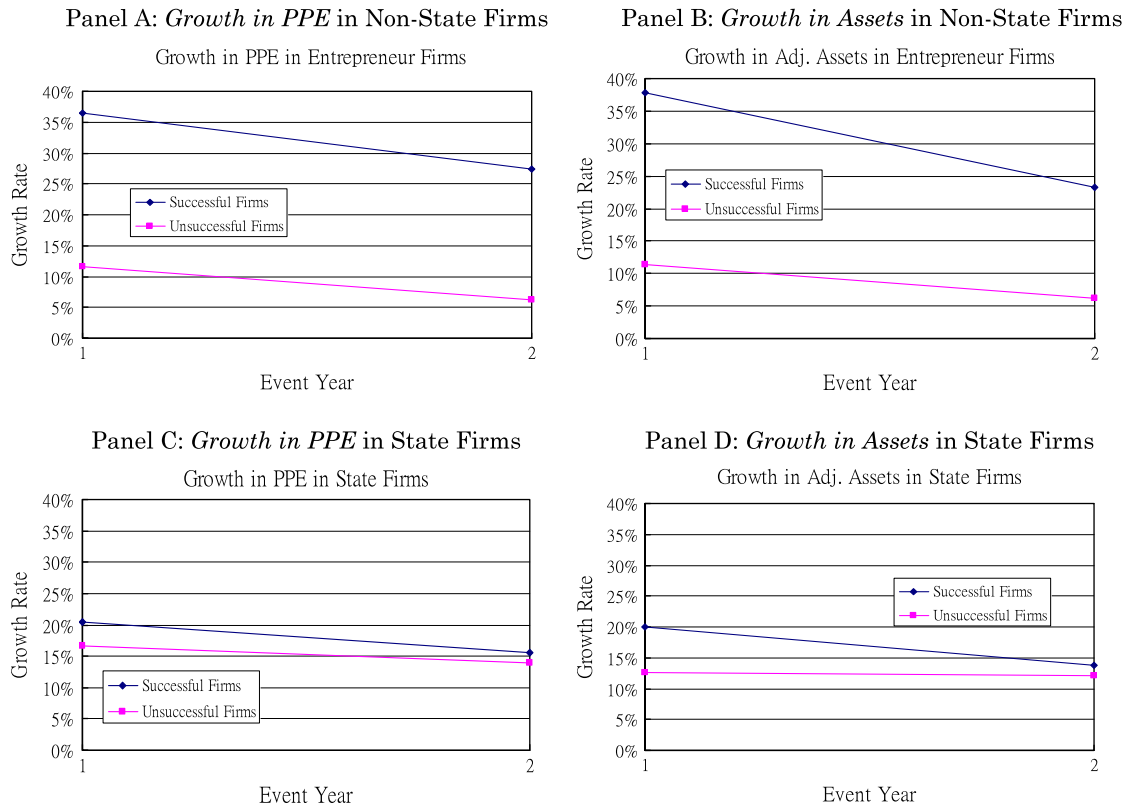 Panel A: Growth in PPE in Non-State Firms
Growth in PPE in Entrepreneur Firms
40%
35%
30%
25%
20%
15%
10%
5%
0%
Growth Rate
Successful Firms
Unsuccessful Firms
1
2
Event Year
Panel B: Growth in Assets in Non-State Firms
Growth in Adj. Assets in Entrepreneur Firms
40%
35%
30%
25%
20%
15%
10%
5%
0%
Growth Rate
Successful Firms
Unsuccessful Firms
1
2
Event Year
Panel C: Growth in PPE in State Firms
Growth in PPE in State Firms
40%
35%
30%
25%
20%
15%
10%
5%
0%
Growth Rate
Successful Firms
Unsuccessful Firms
1
2
Event Year
Panel D: Growth in Assets in State Firms
Growth in Adj. Assets in State Firms
40%
35%
30%
25%
20%
15%
10%
5%
0%
Growth Rate
Successful Firms
Unsuccessful Firms
1
2
Event Year